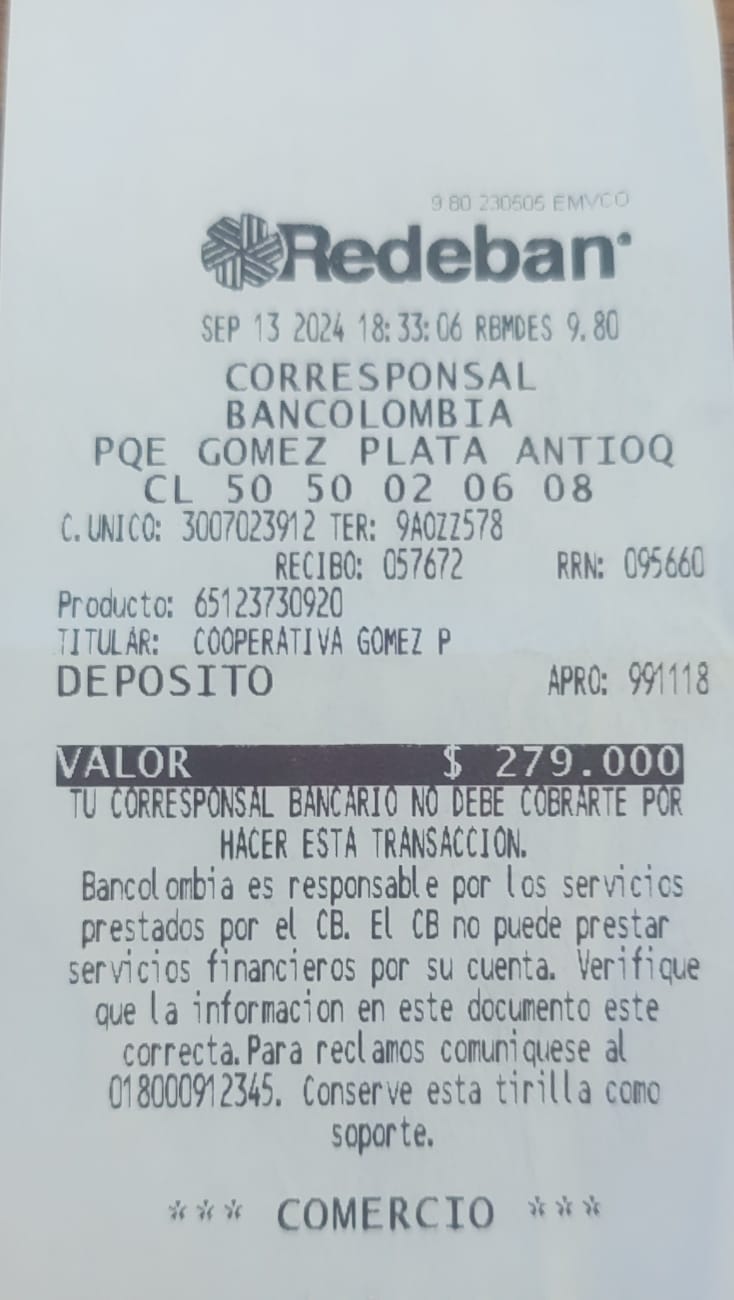 9.80 230505 EMVCO
Redeban
SEP 13 2024 18:33:06 RBMDES 9.80
CORRESPONSAL
BANCOLOMBIA
PQE GOMEZ PLATA ANTIOQ
CL 50 50 02 06 08
C.UNICO: 3007023912 TER: 9A0ZZ578
RECIBO: 057672 RRN: 095660
Producto: 65123730920
TITULAR: COOPERATIVA GOMEZ P
DEPOSITO APRO: 991118
VALOR $ 279.000
TU CORRESPONSAL BANCARIO NO DEBE COBRARTE POR
HACER ESTA TRANSACCION.
Bancolombia es responsable por los servicios
prestados por el CB. El CB no puede prestar
servicios financieros por su cuenta. Verifique
que la informacion en este documento este
correcta.Para reclamos comuniquese al
018000912345. Conserve esta tirilla como
soporte.
*** COMERCIO ***